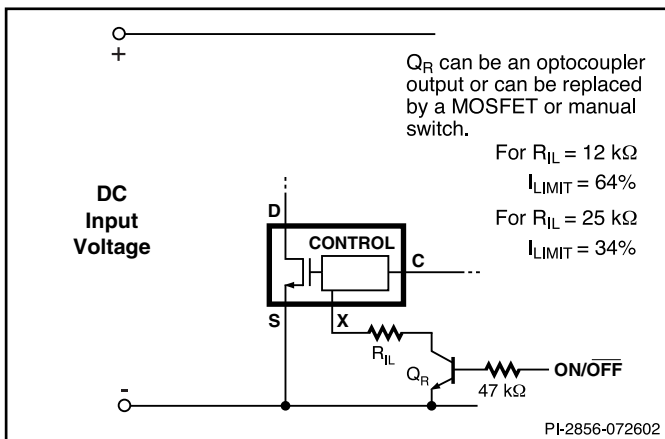 +
Q_R can be an optocoupler
output or can be replaced
by a MOSFET or manual
switch.
For R_IL = 12 kΩ
I_LIMIT = 64%
For R_IL = 25 kΩ
I_LIMIT = 34%
DC
Input
Voltage
D
CONTROL
C
S
X
R_IL
Q_R
47 kΩ
ON/O̅F̅F̅
-
PI-2856-072602